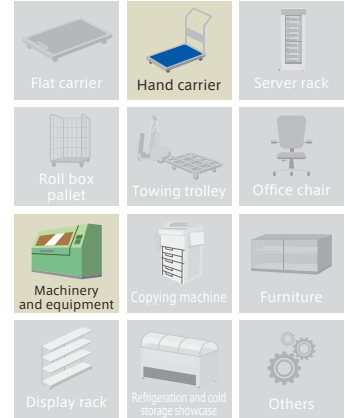 Flat carrier
Hand carrier
Server rack
Roll box
pallet
Towing trolley
Office chair
Machinery
and equipment
Copying machine
Furniture
Display rack
Refrigeration and cold
storage showcase
Others